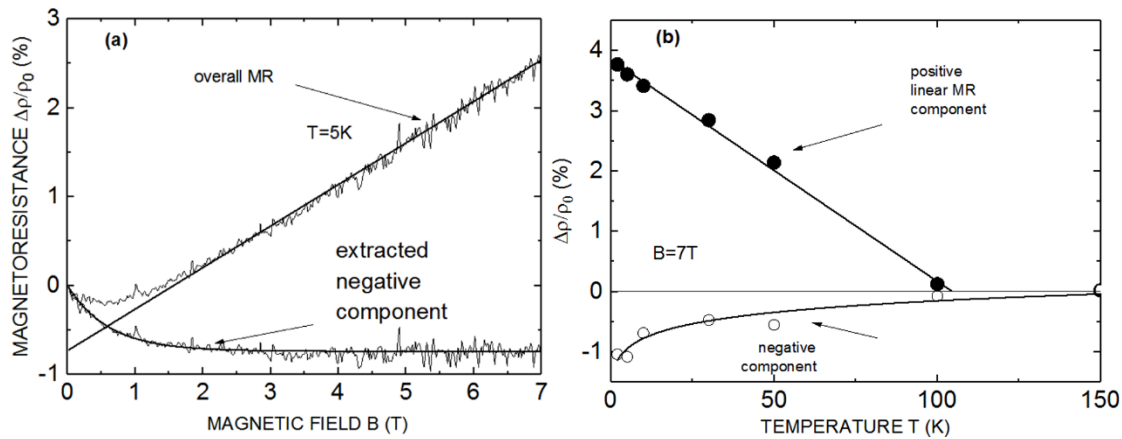 (a)
overall MR
T=5K
extracted
negative
component
3
2
1
0
-1
0 1 2 3 4 5 6 7
MAGNETORESISTANCE Δρ/ρ0 (%)
MAGNETIC FIELD B (T)
(b)
positive
linear MR
component
B=7T
negative
component
4
3
2
1
0
-1
0 50 100 150
Δρ/ρ0 (%)
TEMPERATURE T (K)